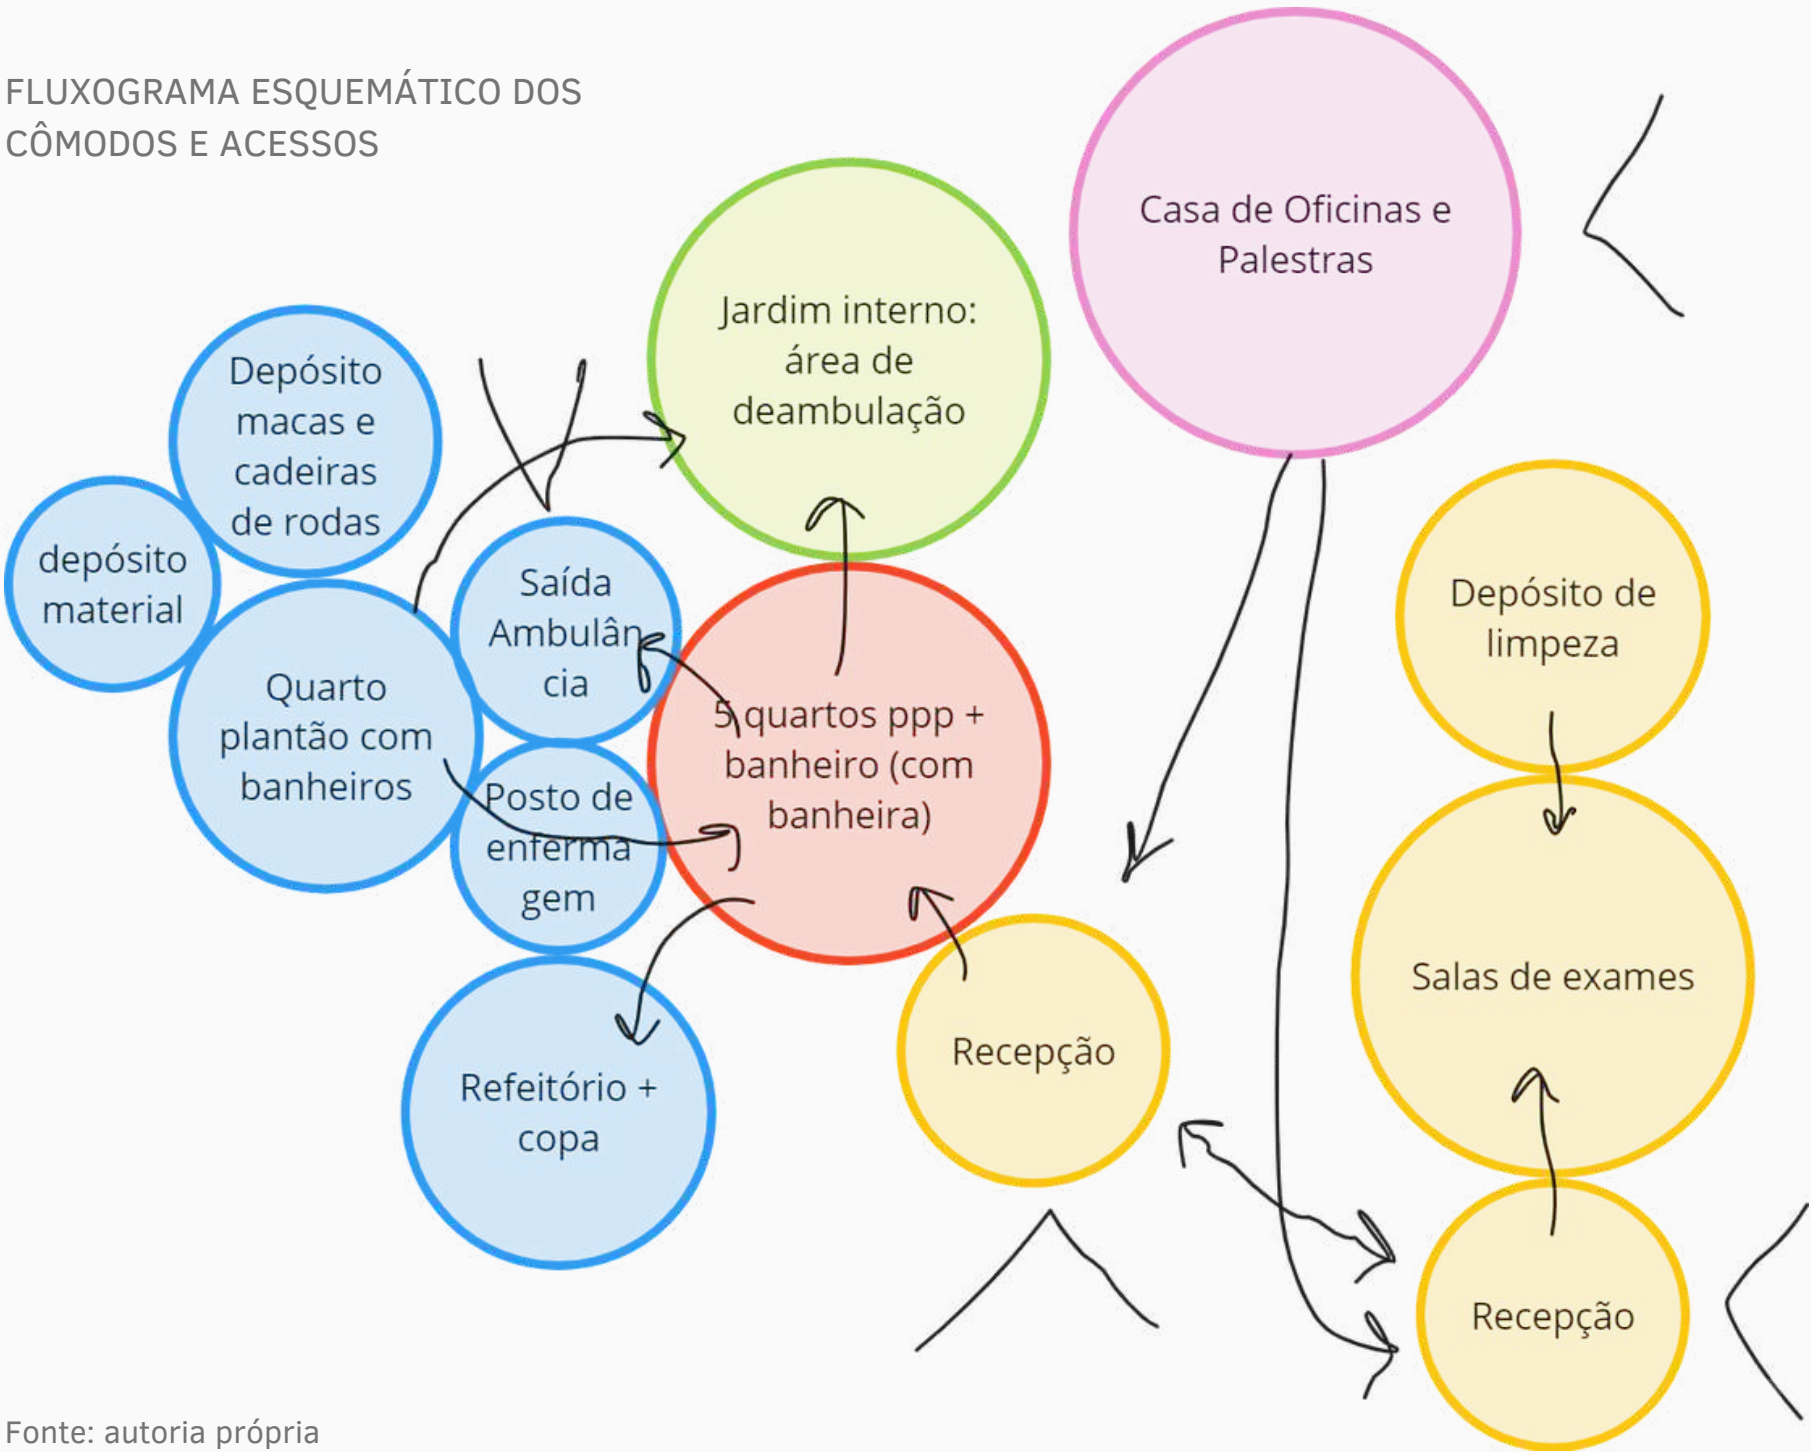 FLUXOGRAMA ESQUEMÁTICO DOS
CÔMODOS E ACESSOS
Casa de Oficinas e
Palestras
Jardim interno:
área de
deambulação
Depósito
macas e
cadeiras
de rodas
depósito
material
Saída
Ambulân
cia
Depósito de
limpeza
Quarto
plantão com
banheiros
5 quartos ppp +
banheiro (com
banheira)
Posto de
enferma
gem
Salas de exames
Recepção
Refeitório +
copa
Recepção
Fonte: autoria própria